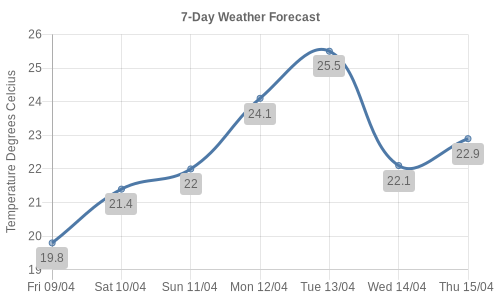 7-Day Weather Forecast
Temperature Degrees Celcius
26
25
24
23
22
21
20
19
19.8
21.4
22
24.1
25.5
22.1
22.9
Fri 09/04
Sat 10/04
Sun 11/04
Mon 12/04
Tue 13/04
Wed 14/04
Thu 15/04